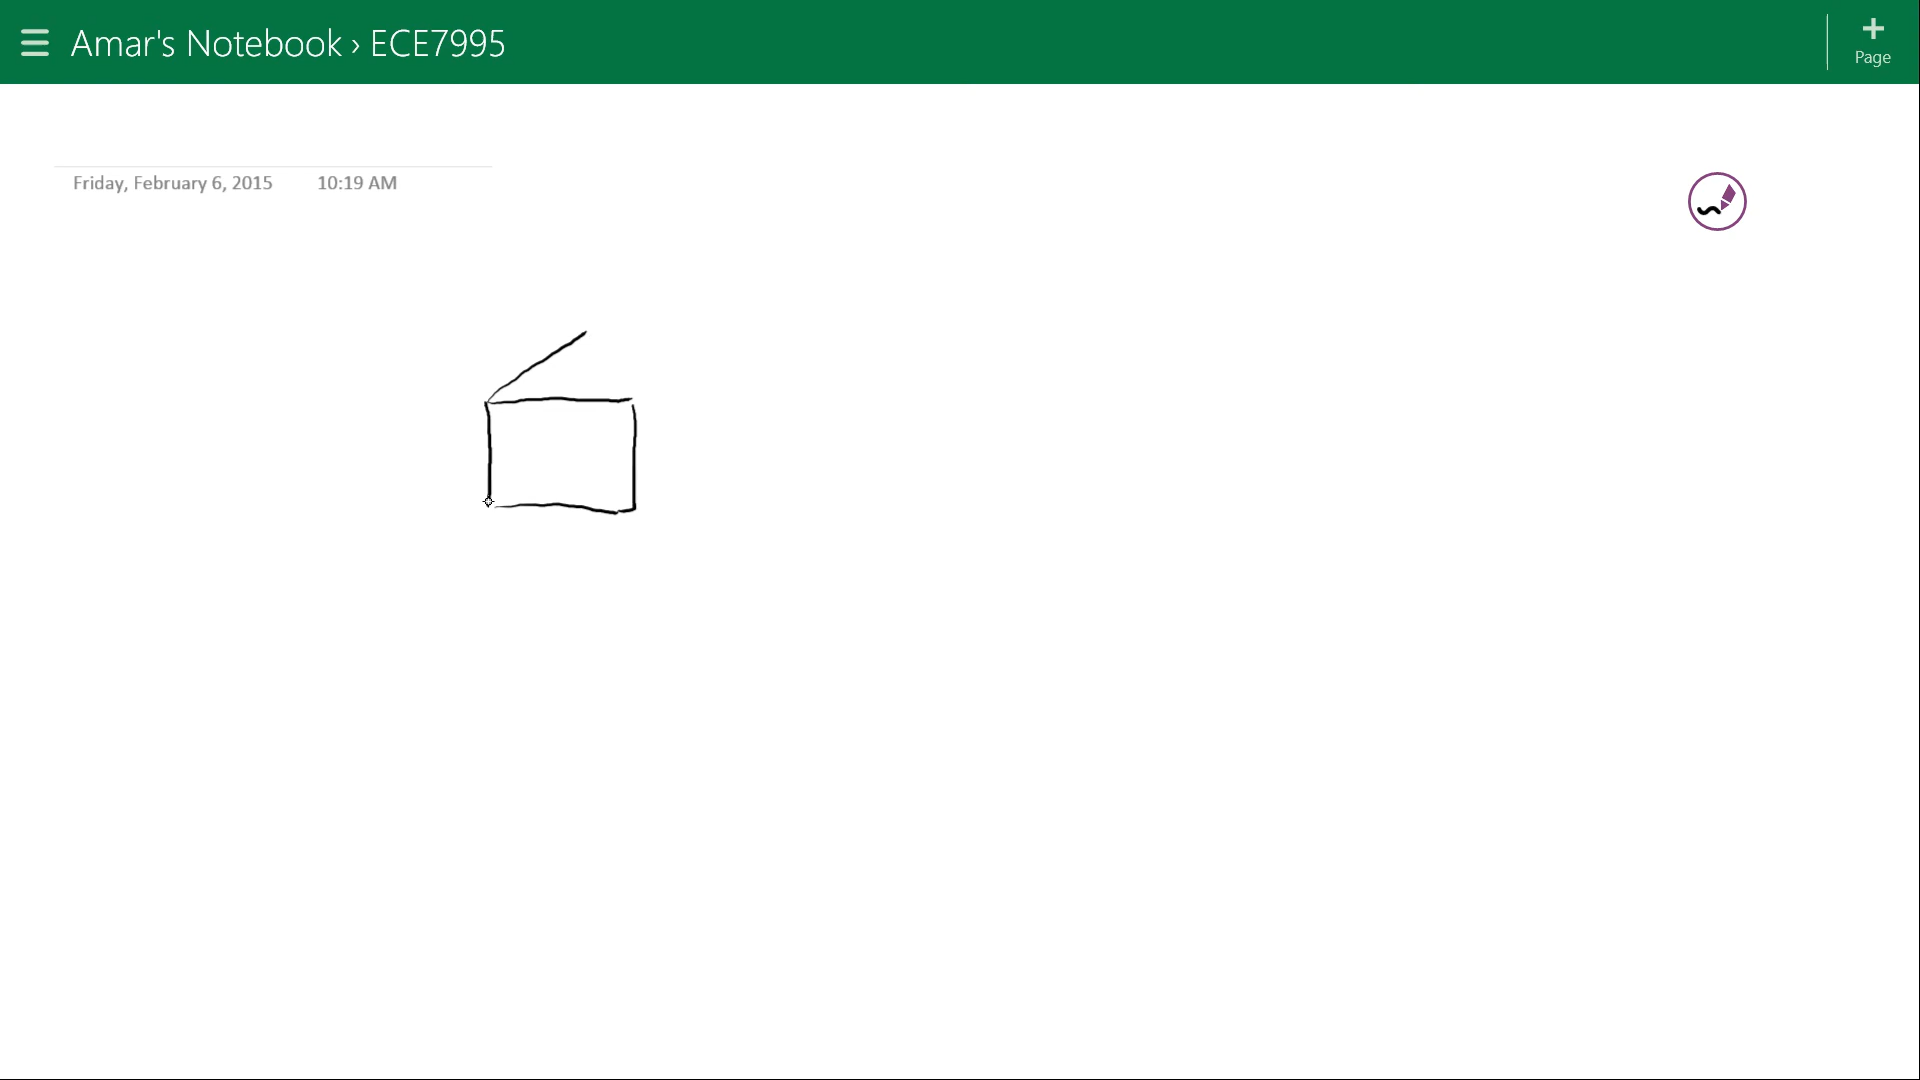 Amar's Notebook › ECE7995
Page
Friday, February 6, 2015 10:19 AM